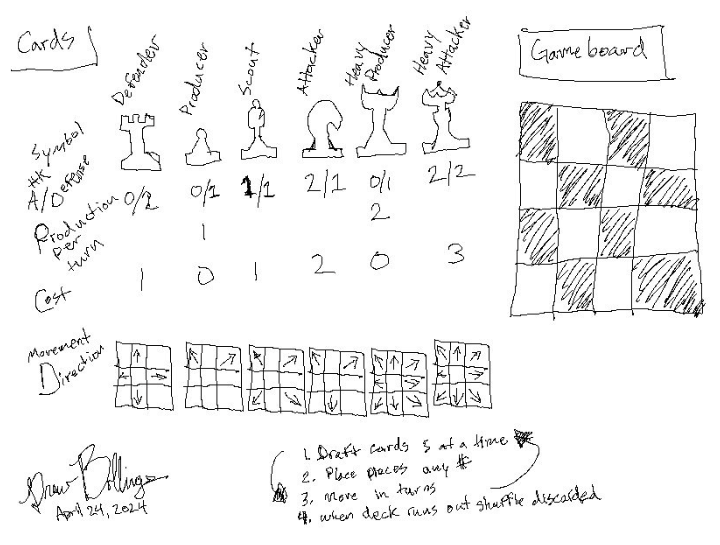 Cards
Gameboard
Defender
Producer
Scout
Attacker
Heavy Producer
Heavy Attacker
Symbol
A/Defense
0/2 0/1 1/1 2/1 0/1 2/2
Production
per
turn
1 2
Cost
1 0 1 2 0 3
Movement
Direction
1. Draft cards 5 at a time
2. Place pieces any #
3. Move in turns
4. when deck runs out shuffle discarded
Drew Bollinger
April 24, 2024